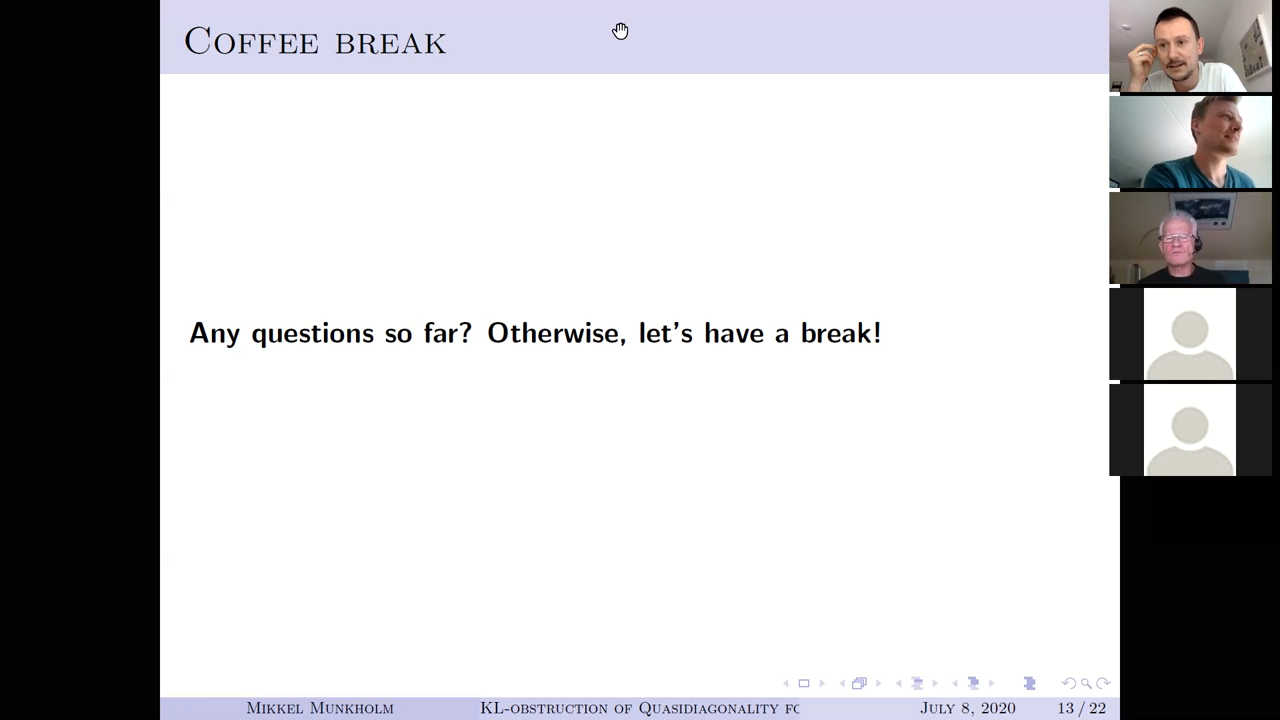 Coffee break
Any questions so far? Otherwise, let's have a break!
Mikkel Munkholm KL-obstruction of Quasidiagonality fo July 8, 2020 13 / 22